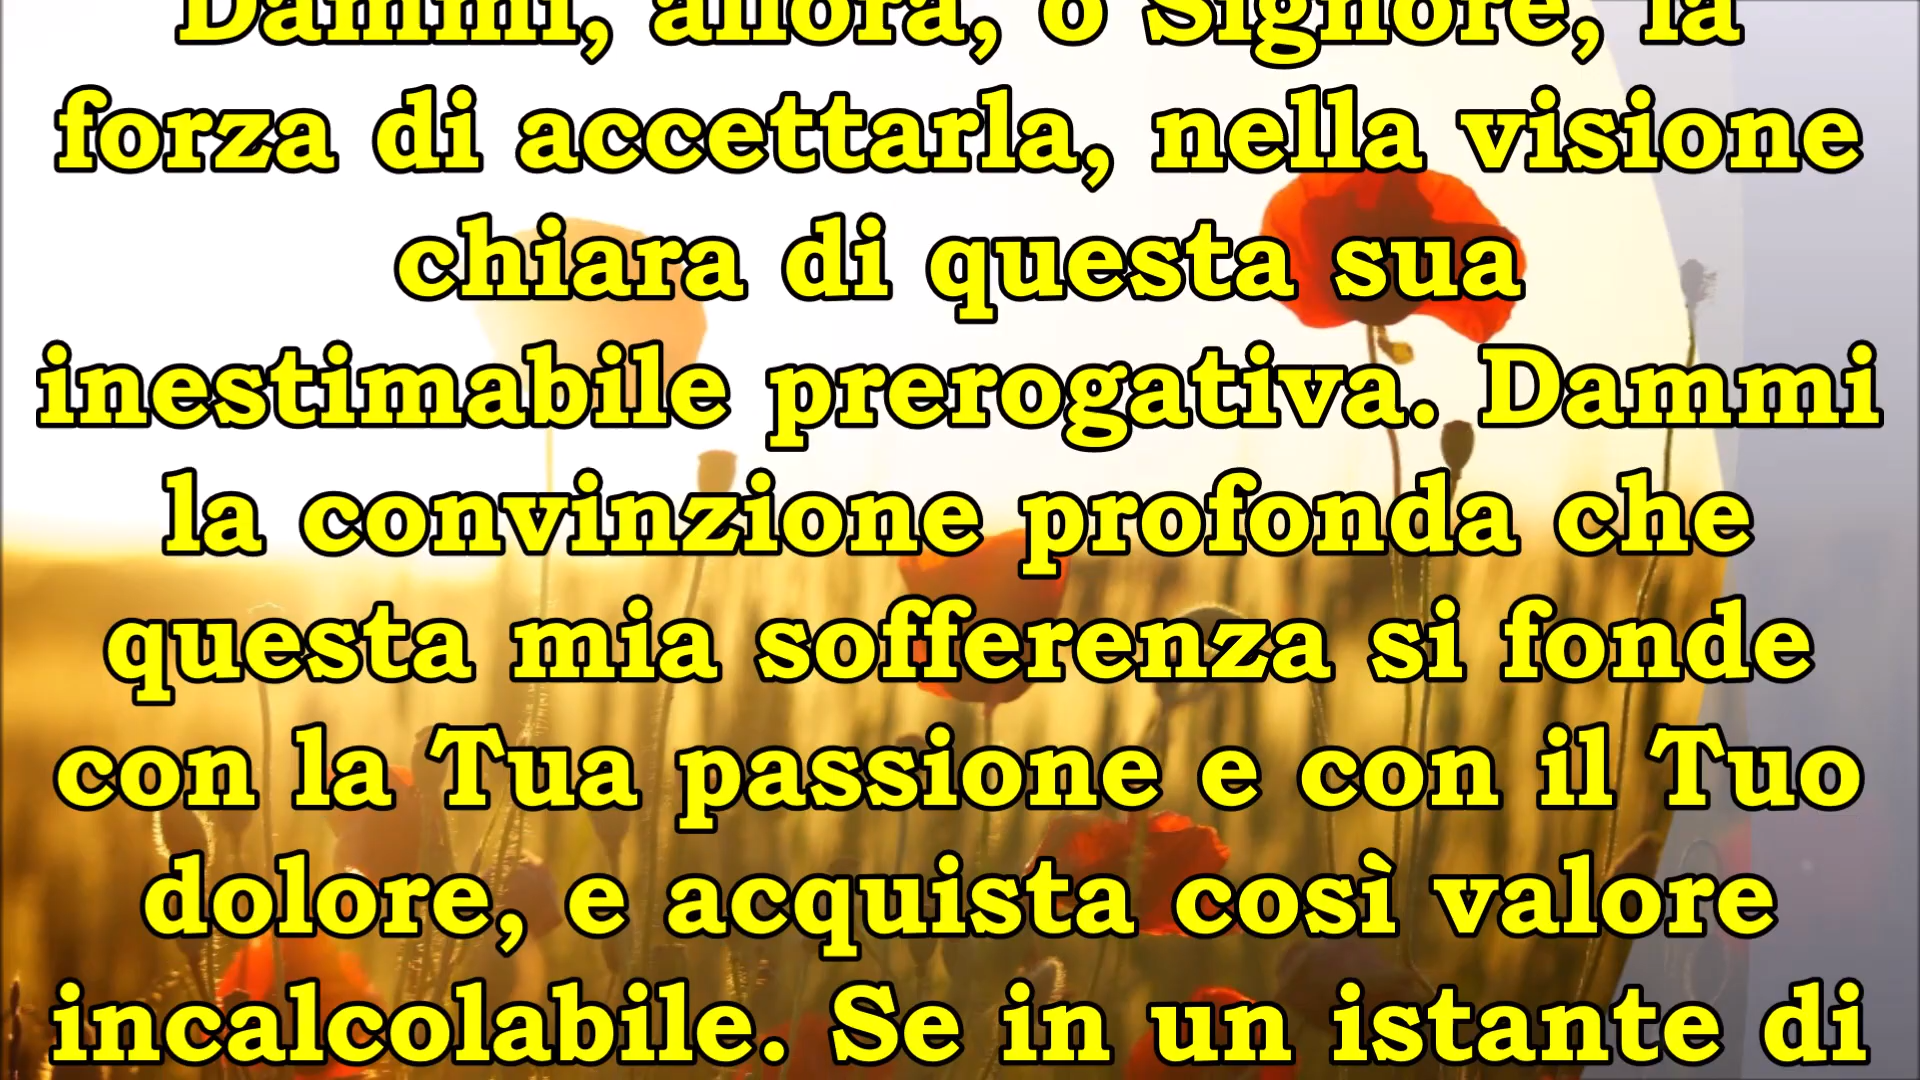 Dammi, allora, o Signore, la
forza di accettarla, nella visione
chiara di questa sua
inestimabile prerogativa. Dammi
la convinzione profonda che
questa mia sofferenza si fonde
con la Tua passione e con il Tuo
dolore, e acquista così valore
incalcolabile. Se in un istante di